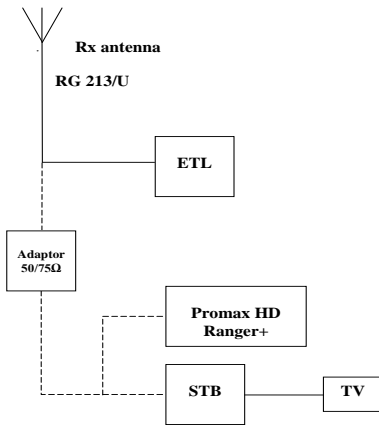 Rx antenna
RG 213/U
ETL
Adaptor
50/75Ω
Promax HD
Ranger+
STB
TV